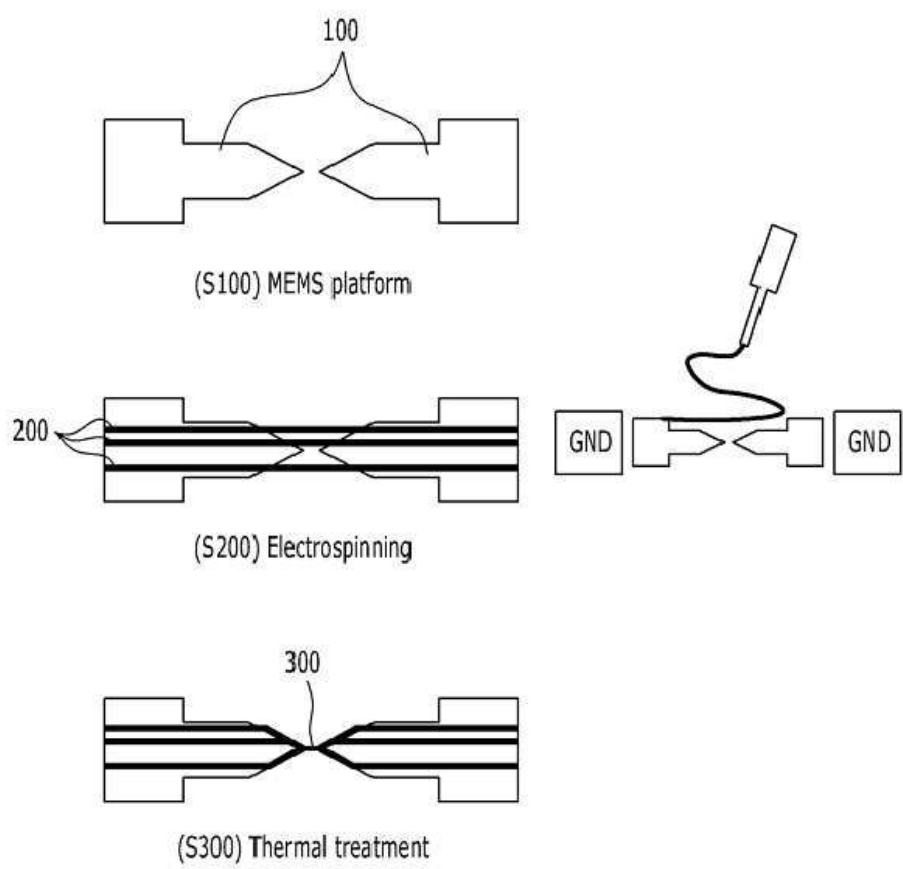 100
(S100) MEMS platform
200
GND
GND
(S200) Electrospinning
300
(S300) Thermal treatment